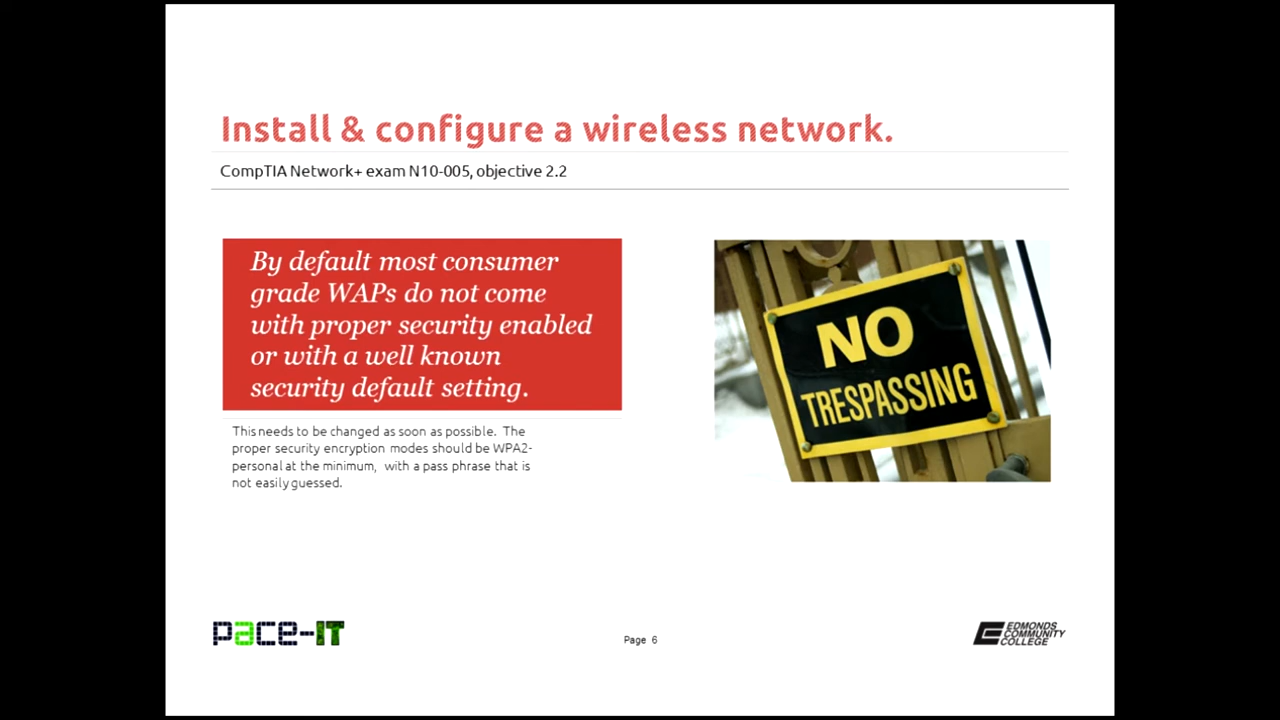 Install & configure a wireless network.
CompTIA Network+ exam N10-005, objective 2.2
By default most consumer
grade WAPs do not come
with proper security enabled
or with a well known
security default setting.
This needs to be changed as soon as possible. The
proper security encryption modes should be WPA2-
personal at the minimum, with a pass phrase that is
not easily guessed.
NO
TRESPASSING
pace-IT
Page 6
EDMONDS
COMMUNITY
COLLEGE